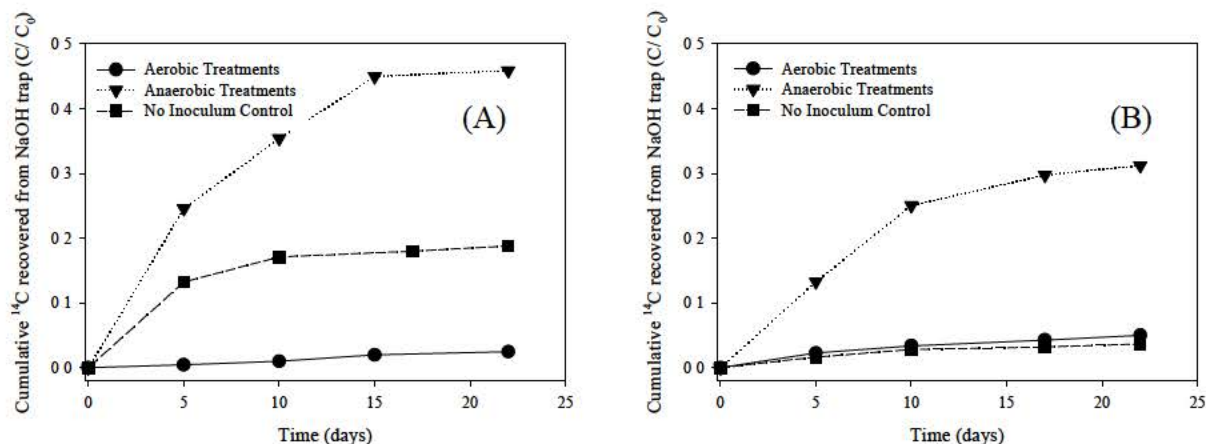 Cumulative ¹⁴C recovered from NaOH trap (C/ C₀)
0 5
0 4
0 3
0 2
0 1
0 0
Aerobic Treatments
Anaerobic Treatments
No Inoculum Control
(A)
0 5 10 15 20 25
Time (days)
Cumulative ¹⁴C recovered from NaOH trap (C/ C₀)
0 5
0 4
0 3
0 2
0 1
0 0
Aerobic Treatments
Anaerobic Treatments
No Inoculum Control
(B)
0 5 10 15 20 25
Time (days)